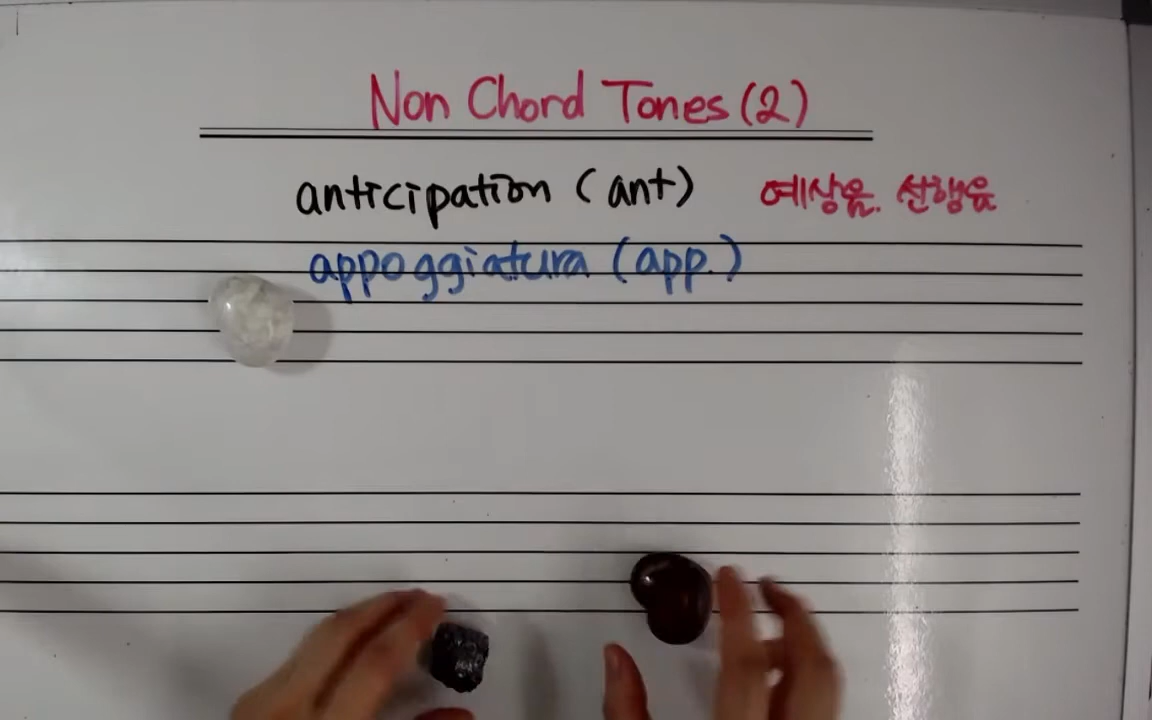 Non Chord Tones (2)
anticipation (ant) 예상음. 선행음
appoggiatura (app.)